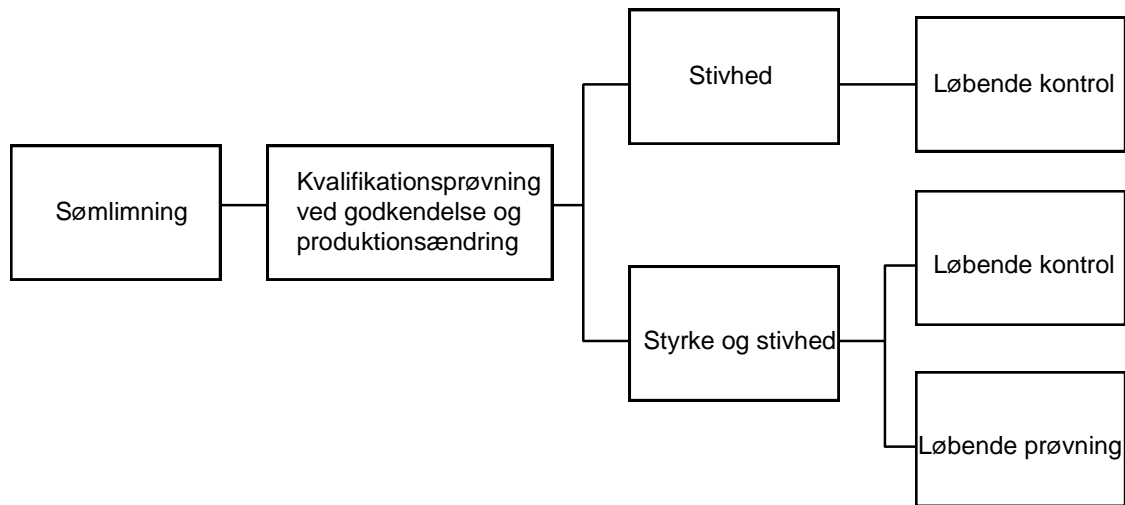 Sømlimning
Kvalifikationsprøvning
ved godkendelse og
produktionsændring
Stivhed
Løbende kontrol
Styrke og stivhed
Løbende kontrol
Løbende prøvning